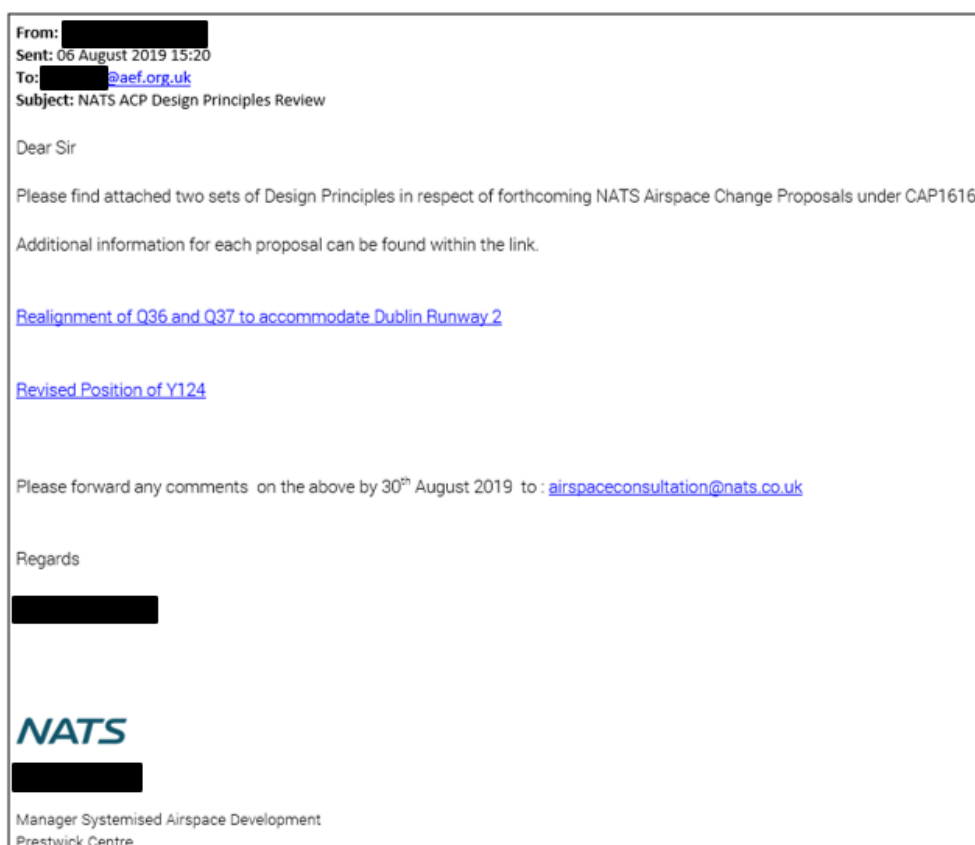 From:
Sent: 06 August 2019 15:20
To: @aef.org.uk
Subject: NATS ACP Design Principles Review
Dear Sir
Please find attached two sets of Design Principles in respect of forthcoming NATS Airspace Change Proposals under CAP1616
Additional information for each proposal can be found within the link.
Realignment of Q36 and Q37 to accommodate Dublin Runway 2
Revised Position of Y124
Please forward any comments on the above by 30th August 2019 to : airspaceconsultation@nats.co.uk
Regards
NATS
Manager Systemised Airspace Development
Prestwick Centre